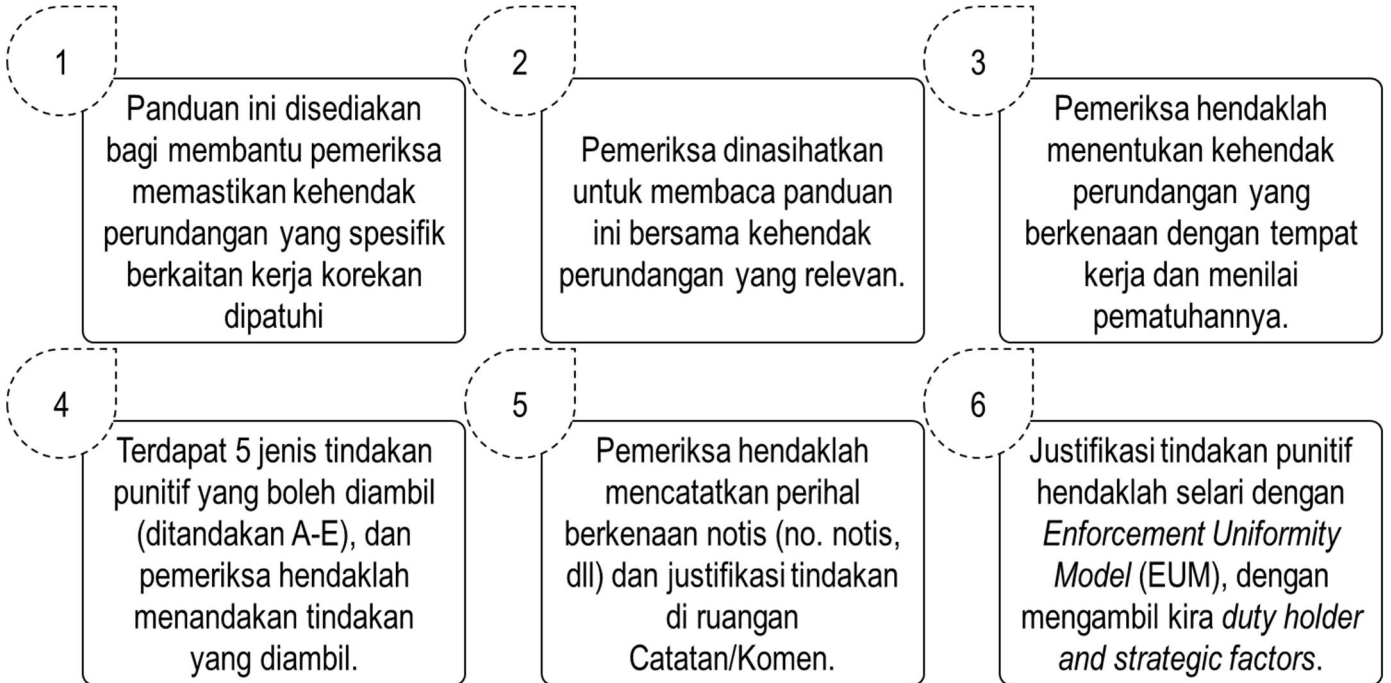 1
Panduan ini disediakan
bagi membantu pemeriksa
memastikan kehendak
perundangan yang spesifik
berkaitan kerja korekan
dipatuhi
2
Pemeriksa dinasihatkan
untuk membaca panduan
ini bersama kehendak
perundangan yang relevan.
3
Pemeriksa hendaklah
menentukan kehendak
perundangan yang
berkenaan dengan tempat
kerja dan menilai
pematuhannya.
4
Terdapat 5 jenis tindakan
punitif yang boleh diambil
(ditandakan A-E), dan
pemeriksa hendaklah
menandakan tindakan
yang diambil.
5
Pemeriksa hendaklah
mencatatkan perihal
berkenaan notis (no. notis,
dll) dan justifikasi tindakan
di ruangan
Catatan/Komen.
6
Justifikasi tindakan punitif
hendaklah selari dengan
Enforcement Uniformity
Model (EUM), dengan
mengambil kira duty holder
and strategic factors.